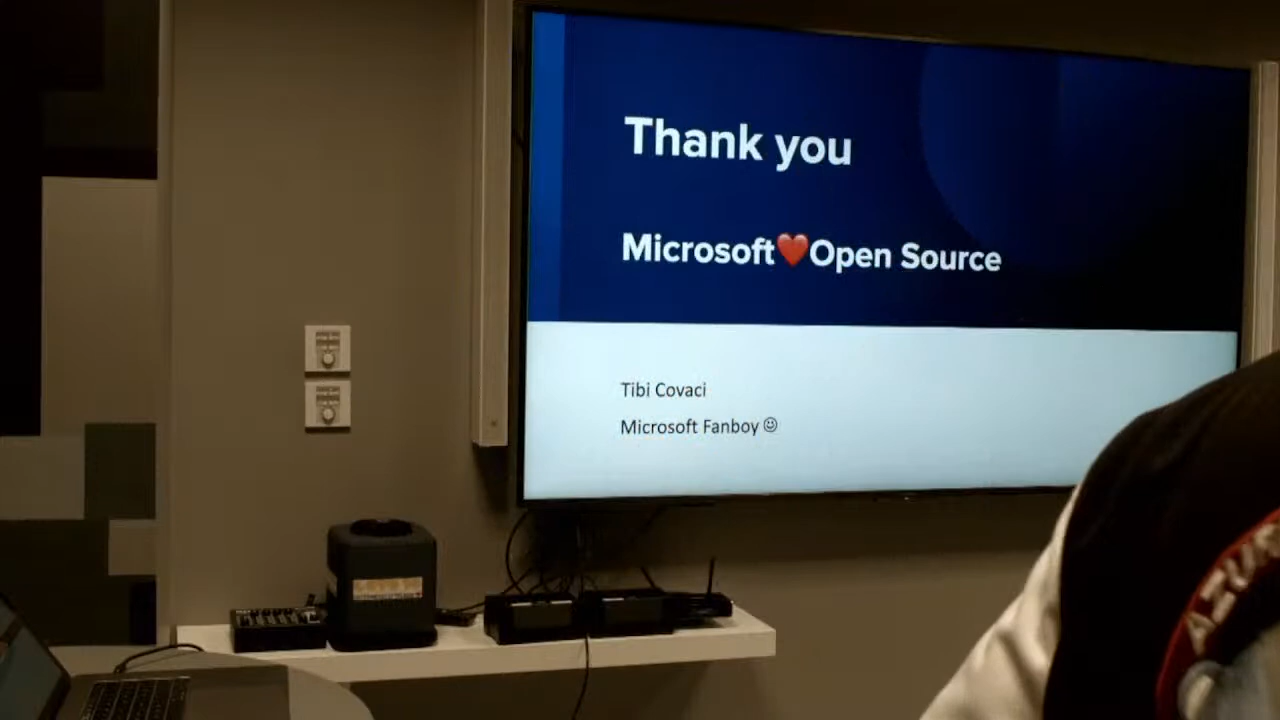 Thank you
Microsoft❤️Open Source
Tibi Covaci
Microsoft Fanboy ☺